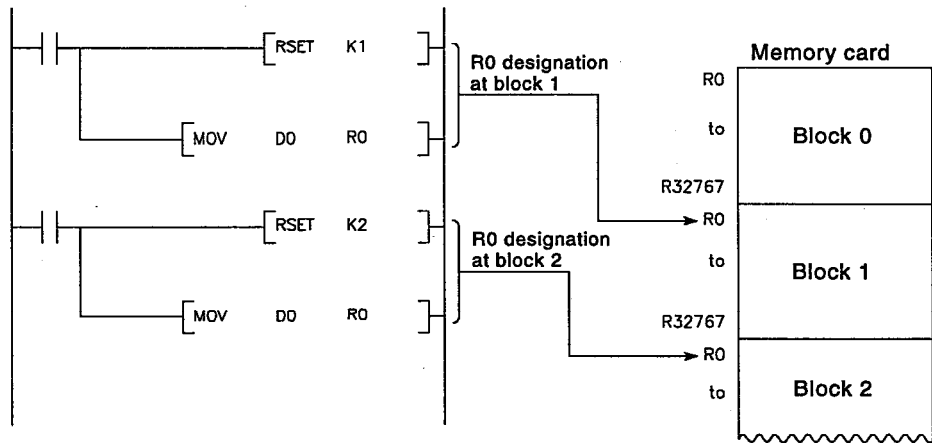 RSET K1
MOV D0 R0
RSET K2
MOV D0 R0
R0 designation
at block 1
R0 designation
at block 2
Memory card
R0
to
R32767
Block 0
R0
to
R32767
Block 1
R0
to
Block 2